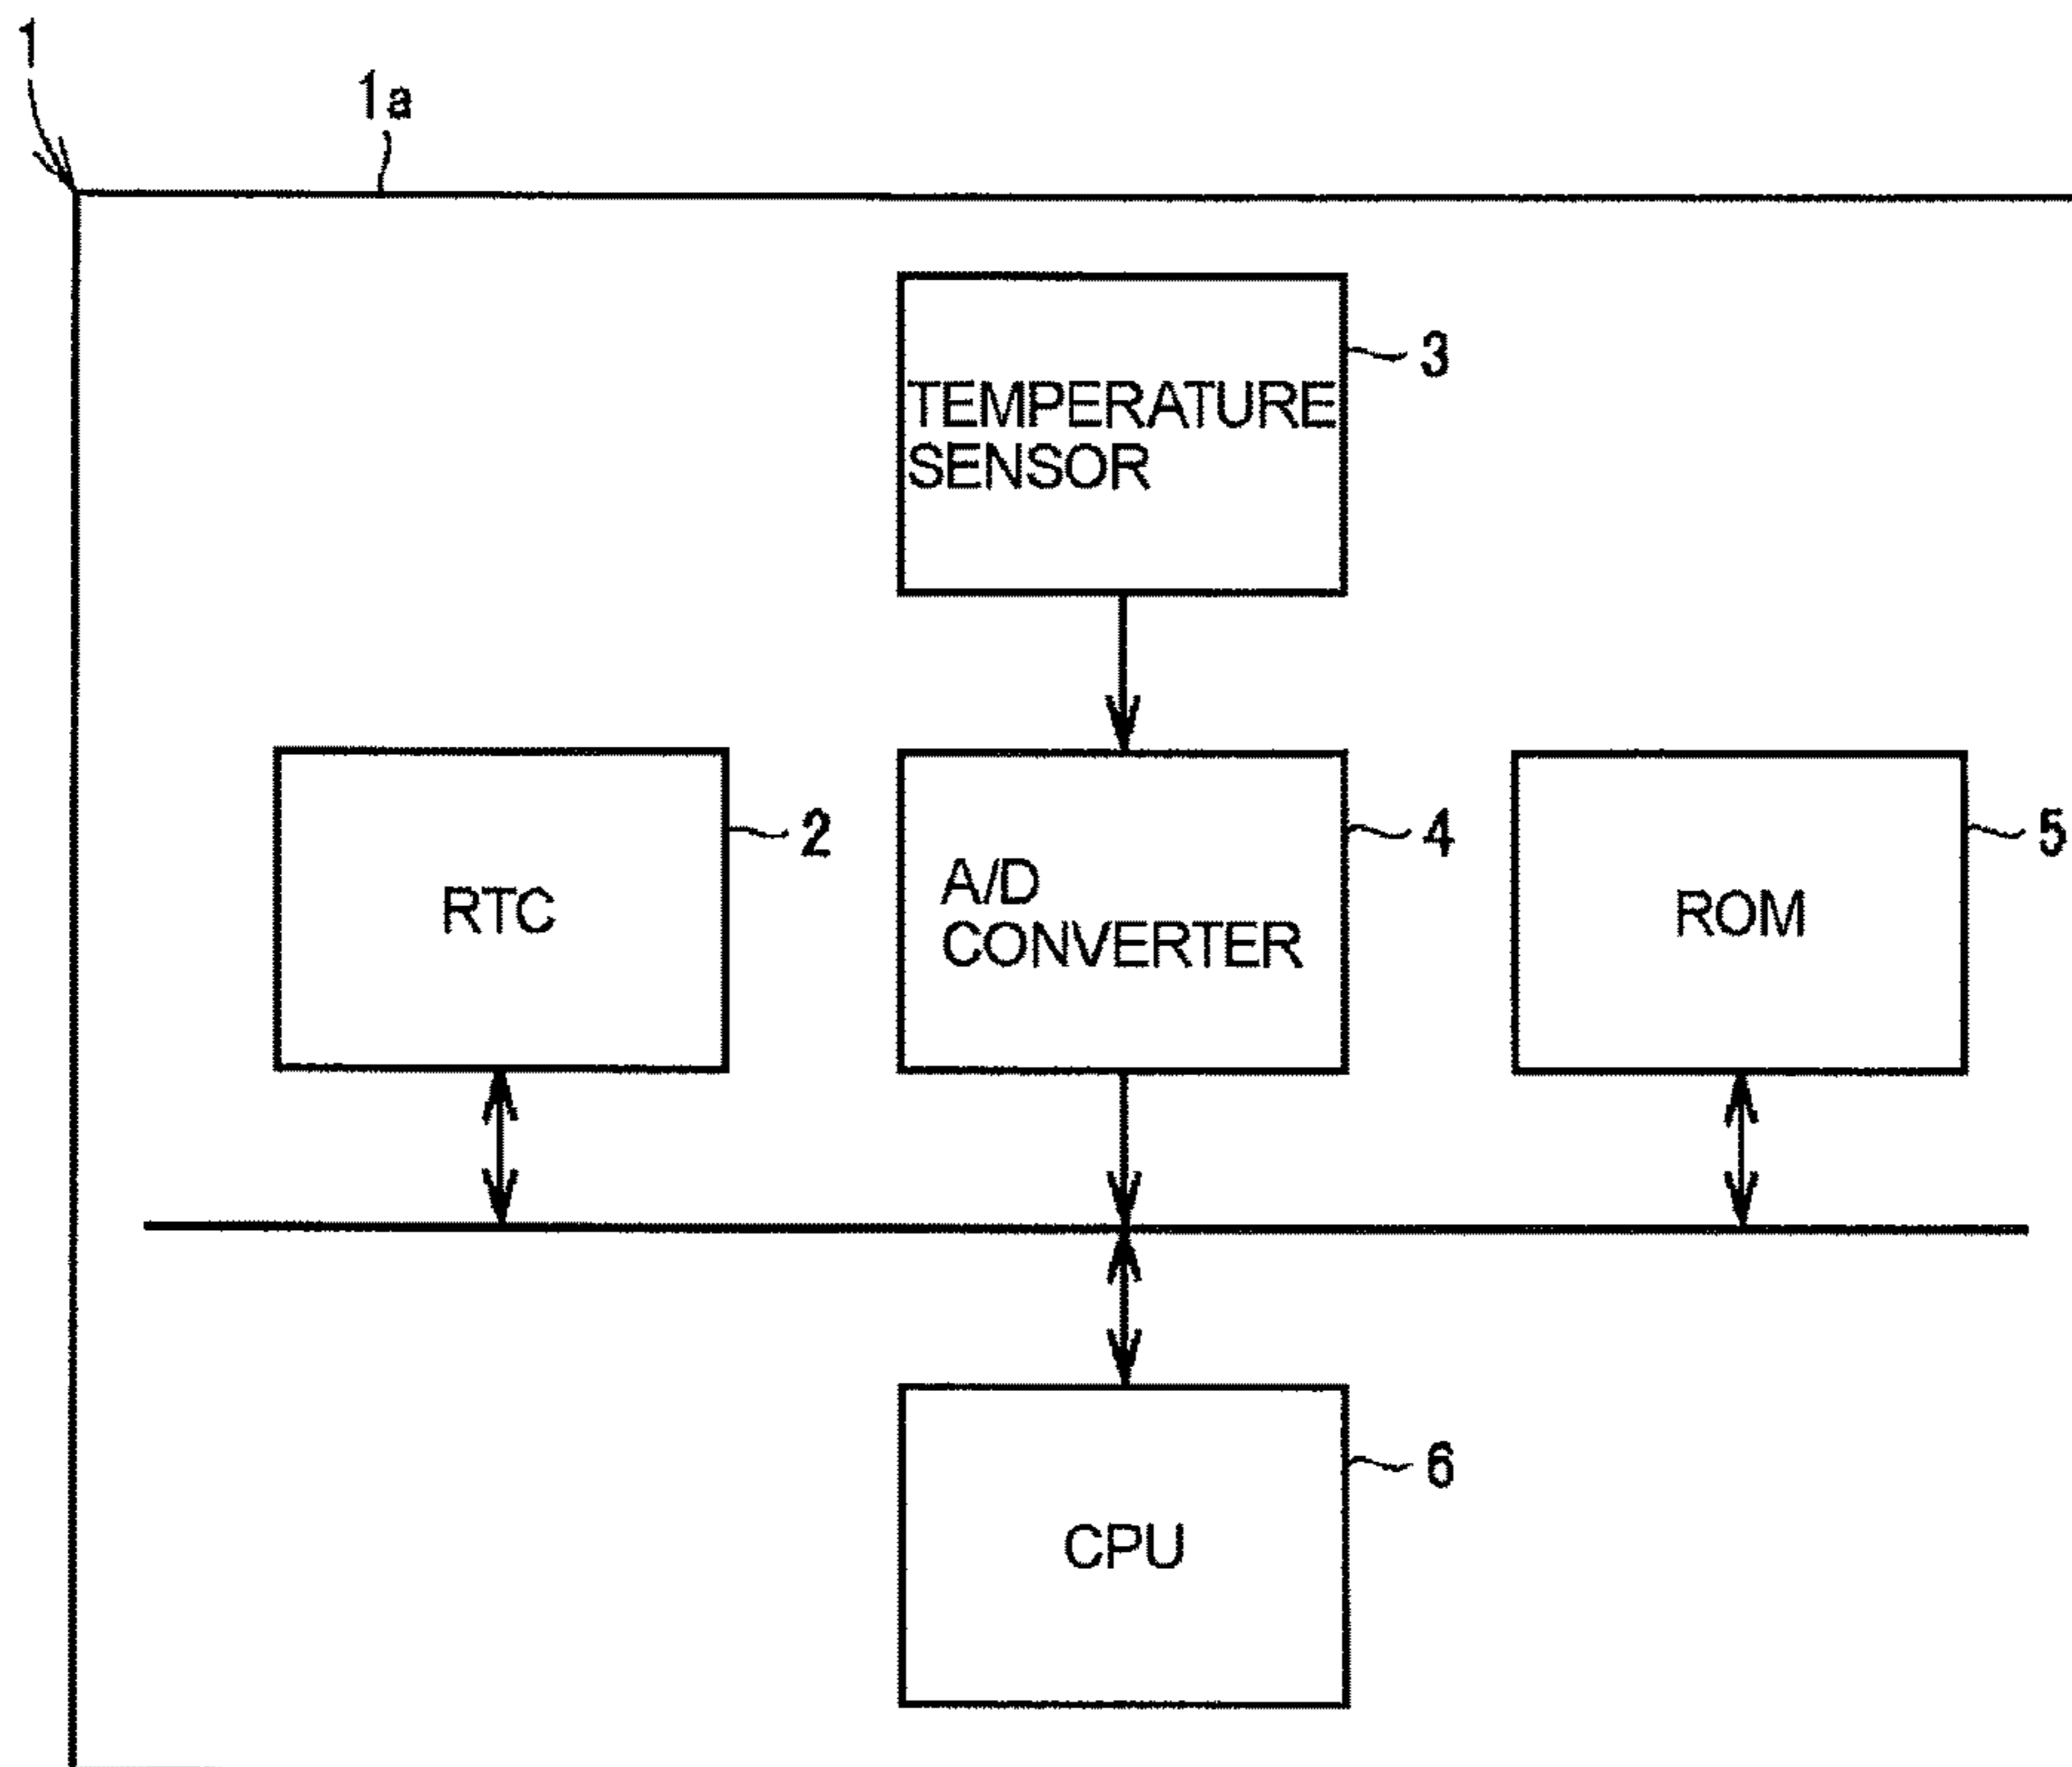 1
1a
TEMPERATURE
SENSOR
3
RTC
2
A/D
CONVERTER
4
ROM
5
CPU
6